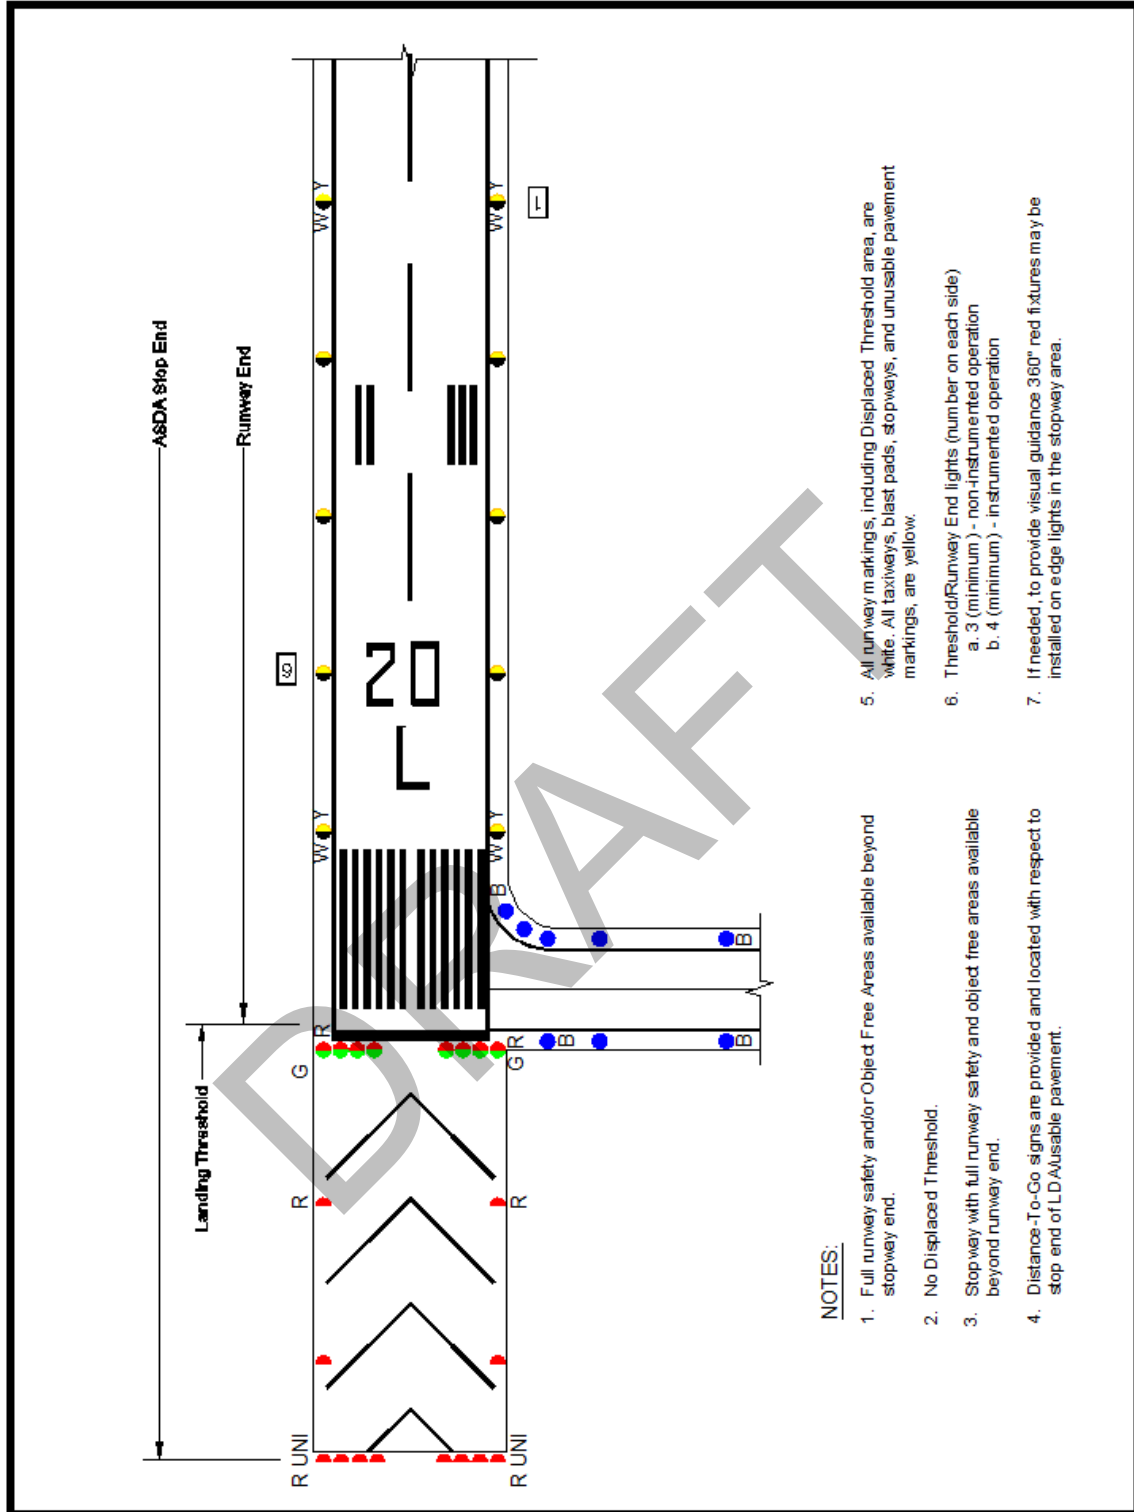 ASDA Stop End
Landing Threshold
Runway End
R UNI
R
G
R
W Y
W Y
20
L
B
W Y
W Y
R UNI
R
G R
1
B
B
B
DRAFT
NOTES:
1. Full runway safety and/or Object Free Areas available beyond
stopway end.
2. No Displaced Threshold.
3. Stopway with full runway safety and object free areas available
beyond runway end.
4. Distance-To-Go signs are provided and located with respect to
stop end of LDA/usable pavement.
5. All runway markings, including Displaced Threshold area, are
white. All taxiways, blast pads, stopways, and unusable pavement
markings, are yellow.
6. Threshold/Runway End lights (number on each side)
a. 3 (minimum) - non-instrumented operation
b. 4 (minimum) - instrumented operation
7. If needed, to provide visual guidance 360° red fixtures may be
installed on edge lights in the stopway area.